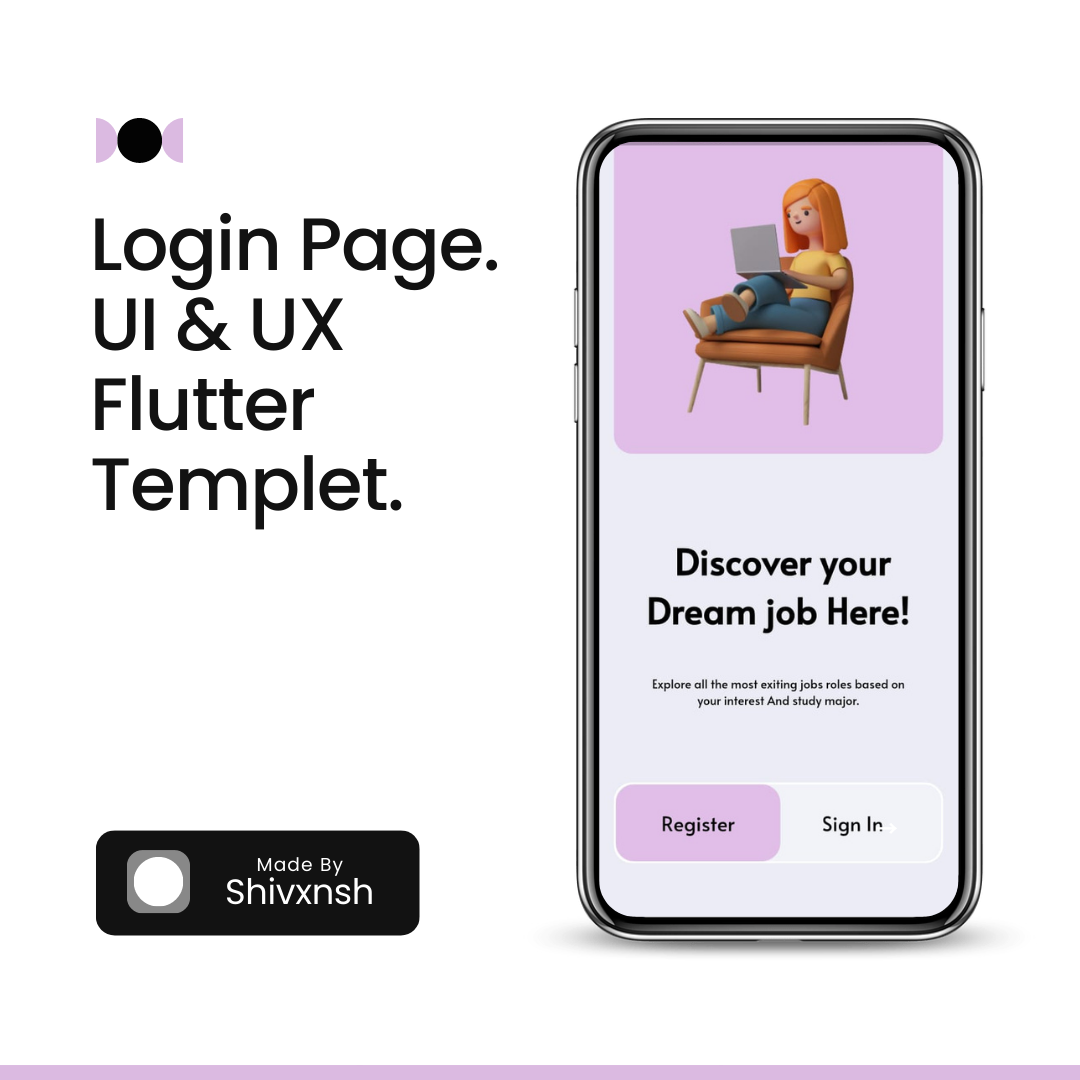 Login Page.
UI & UX
Flutter
Templet.
Made By
Shivxnsh
Discover your
Dream job Here!
Explore all the most exiting jobs roles based on
your interest And study major.
Register
Sign In